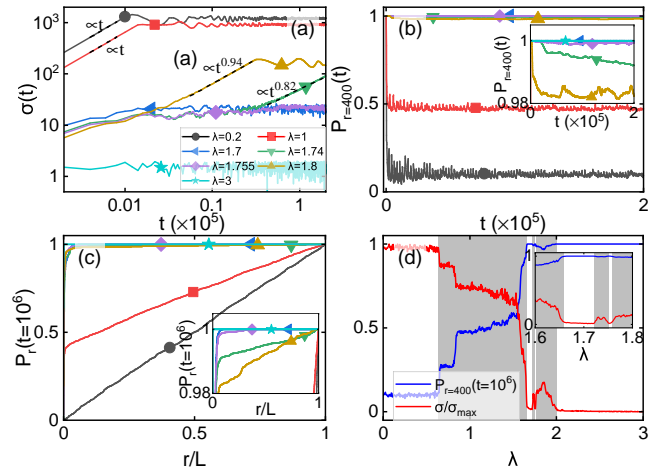 10³
10²
10¹
1
σ(t)
∝t
∝t
(a)
(a)
∝t^0.94
∝t^0.82
λ=0.2
λ=1
λ=1.7
λ=1.74
λ=1.755
λ=1.8
λ=3
0.01
0.1
1
t (×10⁵)
1
0.5
0
P_r=400(t)
(b)
1
0.98
P_r=400(t)
0
2
t (×10⁵)
0
2
t (×10⁵)
1
0.5
0
P_r(t=10⁶)
(c)
1
0.98
P_r(t=10⁶)
0
1
r/L
0
0.5
1
r/L
1
0.5
0
(d)
1
0
1.6
1.7
1.8
λ
P_r=400(t=10⁶)
σ/σ_max
0
1
2
3
λ